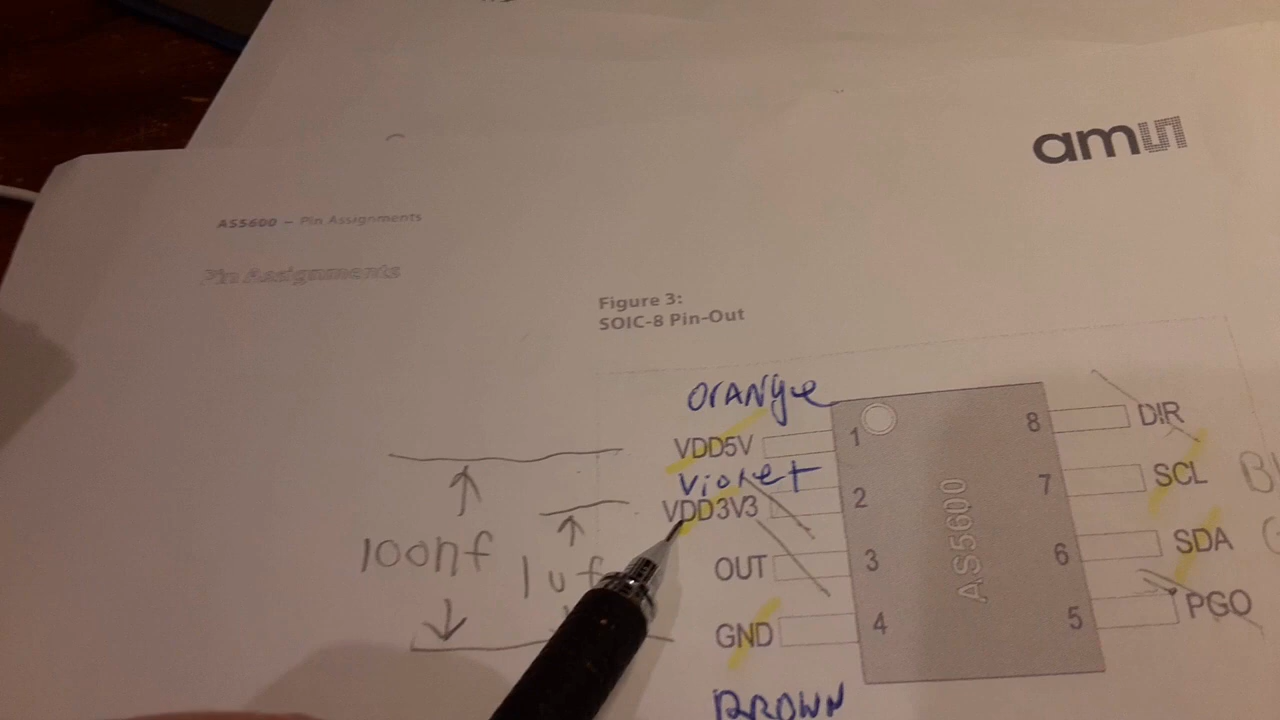 amu
AS5600 – Pin Assignments
Pin Assignments
Figure 3:
SOIC-8 Pin-Out
orANge
VDD5V 1 8 DIR
violet
VDD3V3 2 7 SCL
100nf 1uf
OUT 3 6 SDA
AS5600
GND 4 5 PGO
BROWN